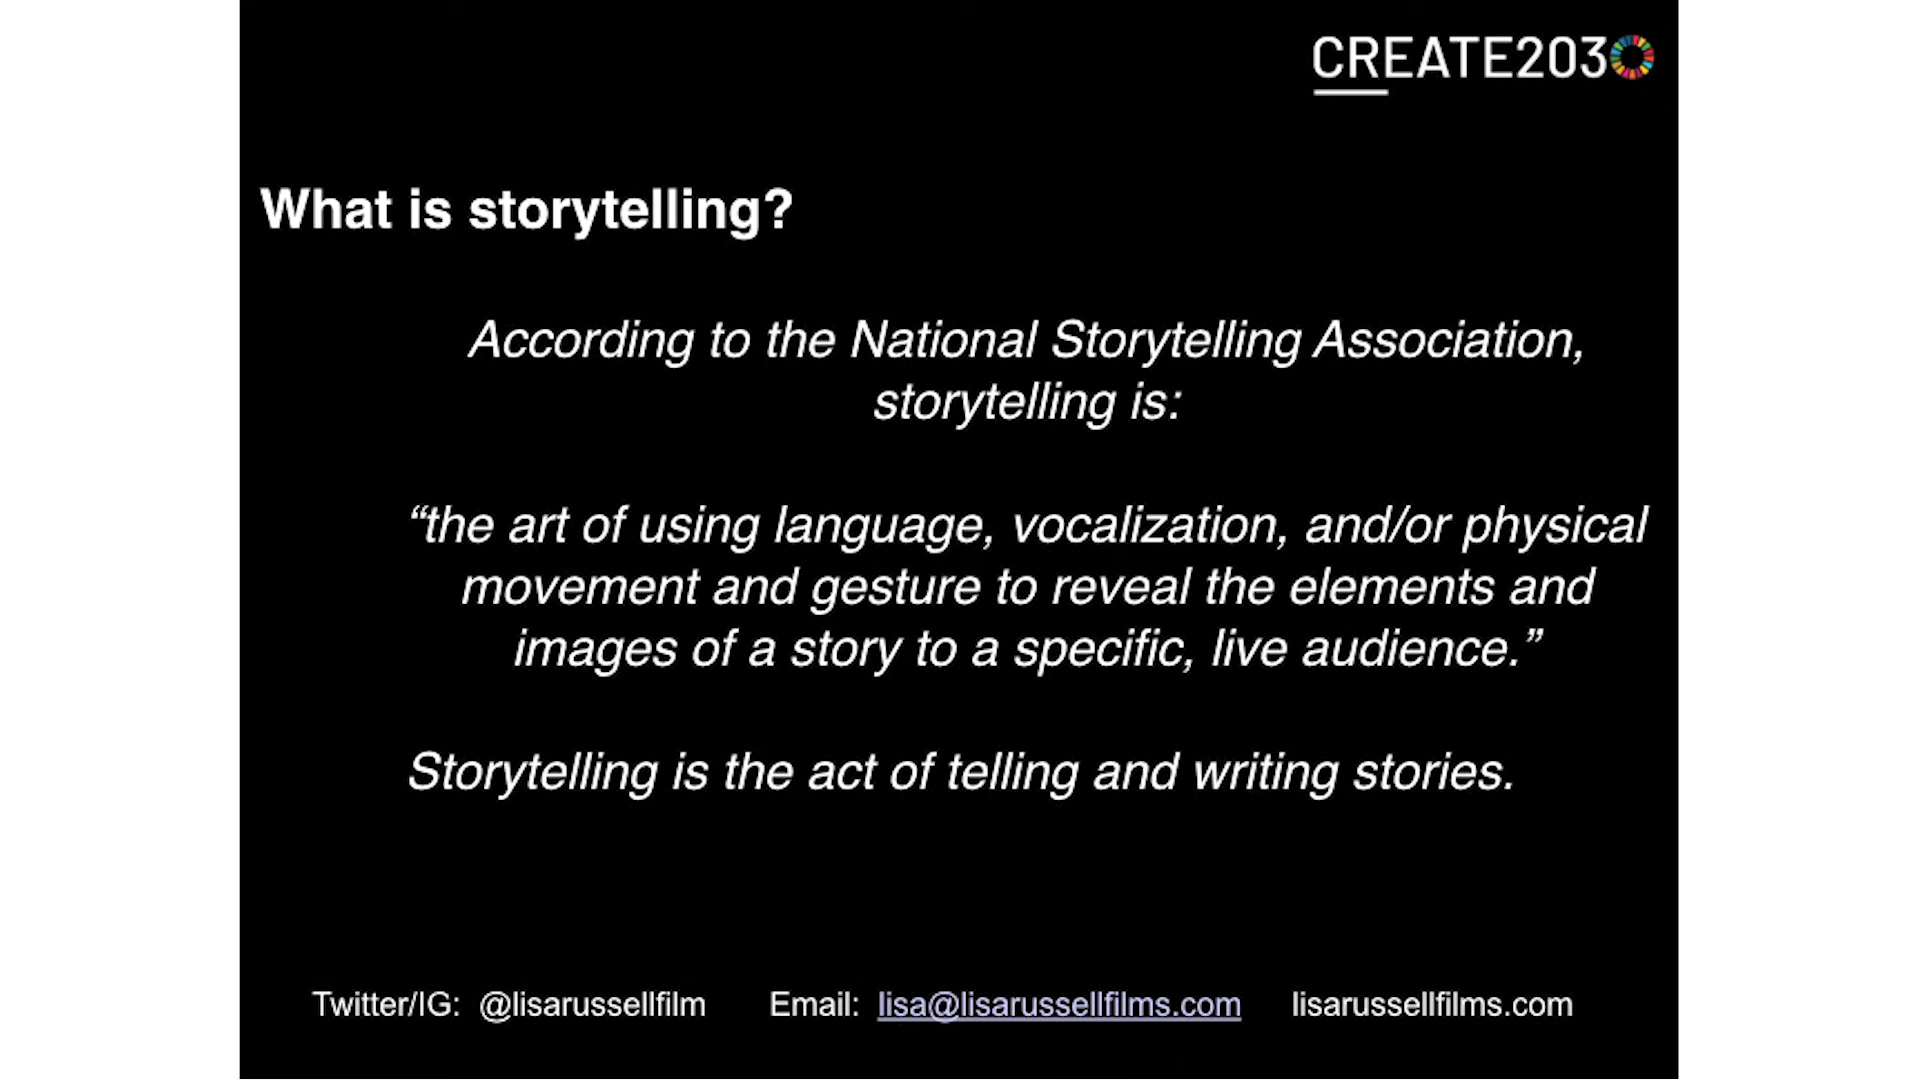 CREATE2030
What is storytelling?
According to the National Storytelling Association,
storytelling is:
“the art of using language, vocalization, and/or physical
movement and gesture to reveal the elements and
images of a story to a specific, live audience.”
Storytelling is the act of telling and writing stories.
Twitter/IG: @lisarussellfilm Email: lisa@lisarussellfilms.com lisarussellfilms.com